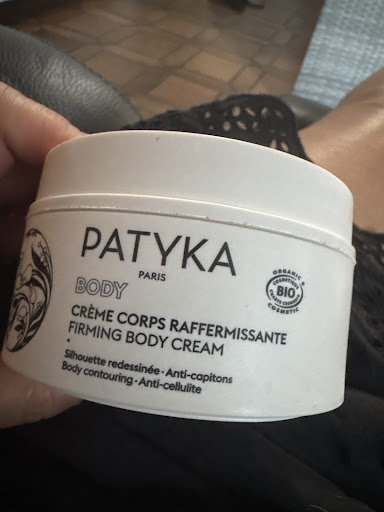 PATYKA
PARIS
BODY
CRÈME CORPS RAFFERMISSANTE
FIRMING BODY CREAM
Silhouette redessinée • Anti-capitons
Body contouring • Anti-cellulite
ORGANIC
COSMÉTIQUE
BIO
COSMETIC